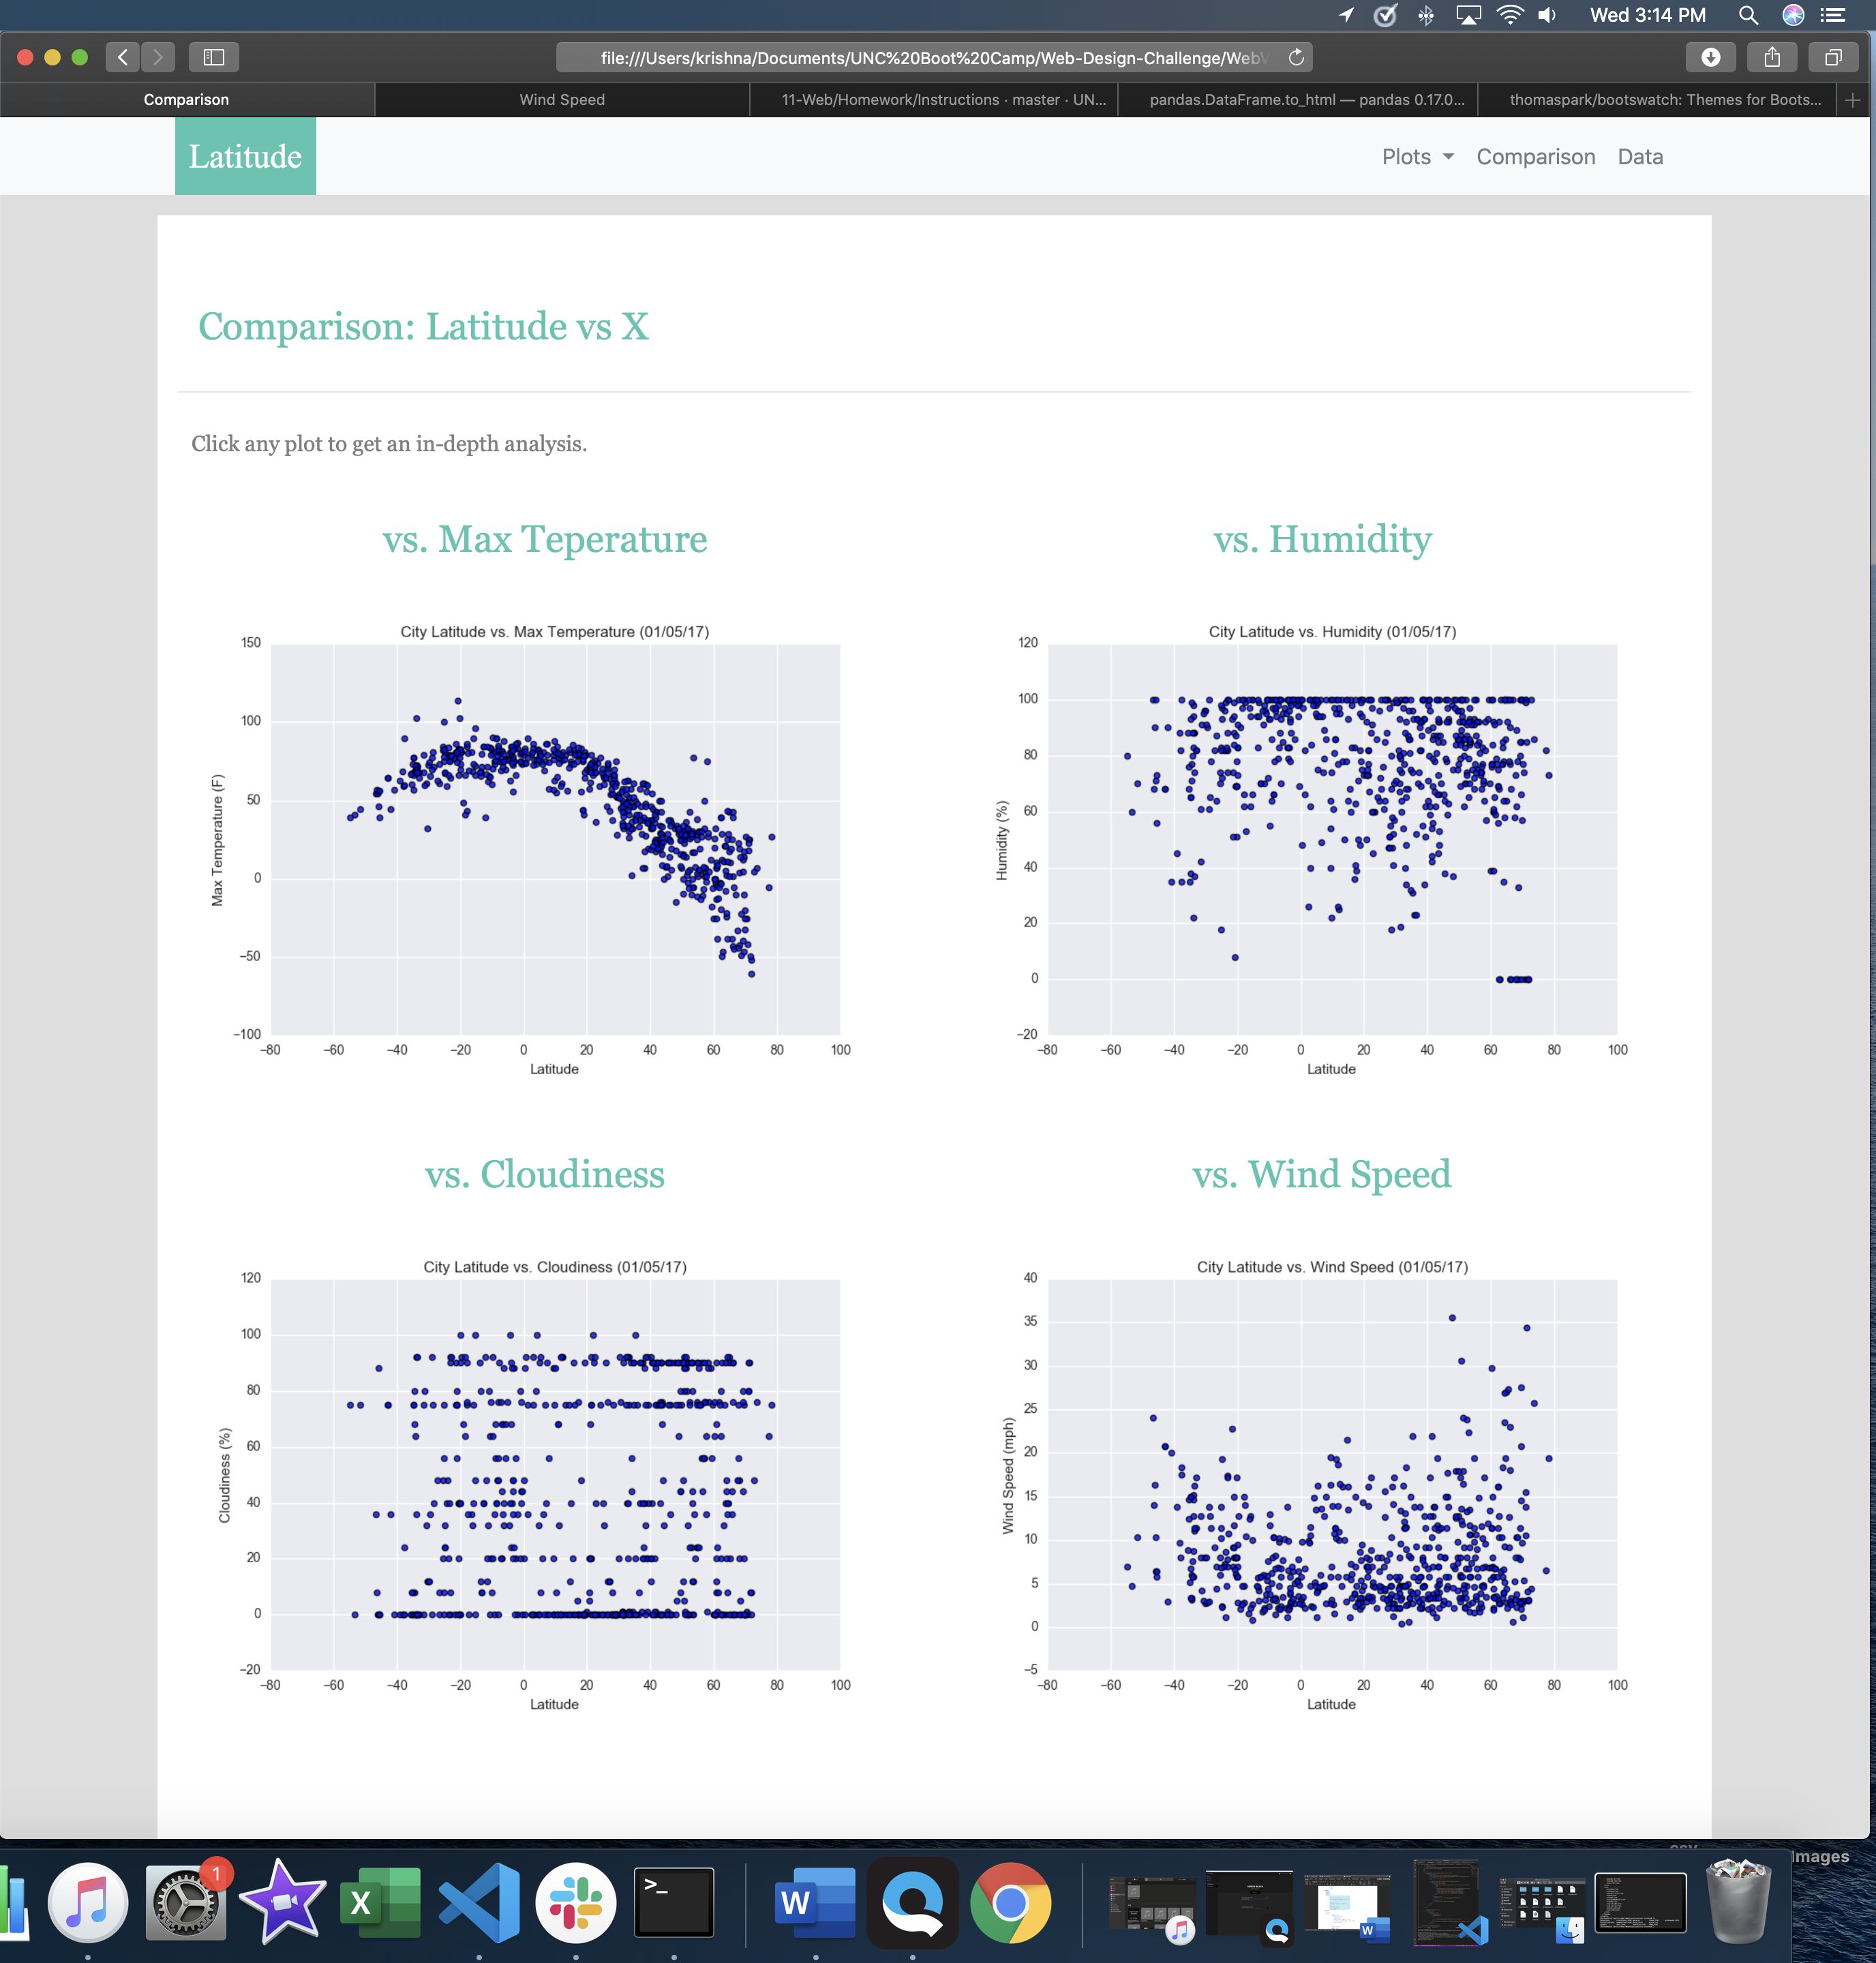 Wed 3:14 PM
file:///Users/krishna/Documents/UNC%20Boot%20Camp/Web-Design-Challenge/Web
Comparison
Wind Speed
11-Web/Homework/Instructions · master · UN...
pandas.DataFrame.to_html — pandas 0.17.0...
thomaspark/bootswatch: Themes for Boots...
Latitude
Plots Comparison Data
Comparison: Latitude vs X
Click any plot to get an in-depth analysis.
vs. Max Teperature
City Latitude vs. Max Temperature (01/05/17)
Max Temperature (F)
150
100
50
0
−50
−100
−80 −60 −40 −20 0 20 40 60 80 100
Latitude
vs. Humidity
City Latitude vs. Humidity (01/05/17)
Humidity (%)
120
100
80
60
40
20
0
−20
−80 −60 −40 −20 0 20 40 60 80 100
Latitude
vs. Cloudiness
City Latitude vs. Cloudiness (01/05/17)
Cloudiness (%)
120
100
80
60
40
20
0
−20
−80 −60 −40 −20 0 20 40 60 80 100
Latitude
vs. Wind Speed
City Latitude vs. Wind Speed (01/05/17)
Wind Speed (mph)
40
35
30
25
20
15
10
5
0
−5
−80 −60 −40 −20 0 20 40 60 80 100
Latitude
Images
1
X
>_
W
W